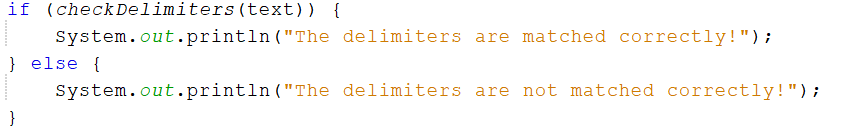 if (checkDelimiters(text)) {
    System.out.println("The delimiters are matched correctly!");
} else {
    System.out.println("The delimiters are not matched correctly!");
}